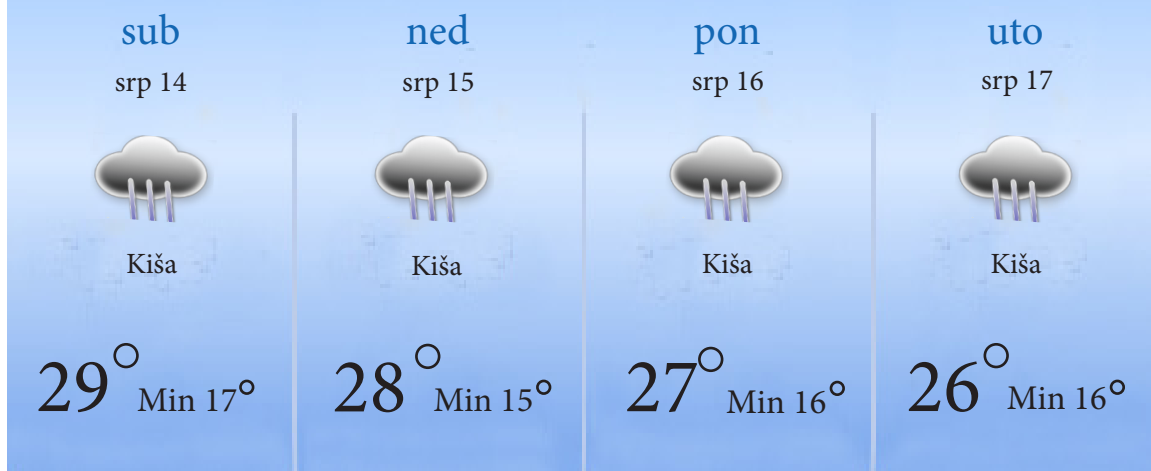 sub
srp 14
Kiša
29° Min 17°
ned
srp 15
Kiša
28° Min 15°
pon
srp 16
Kiša
27° Min 16°
uto
srp 17
Kiša
26° Min 16°